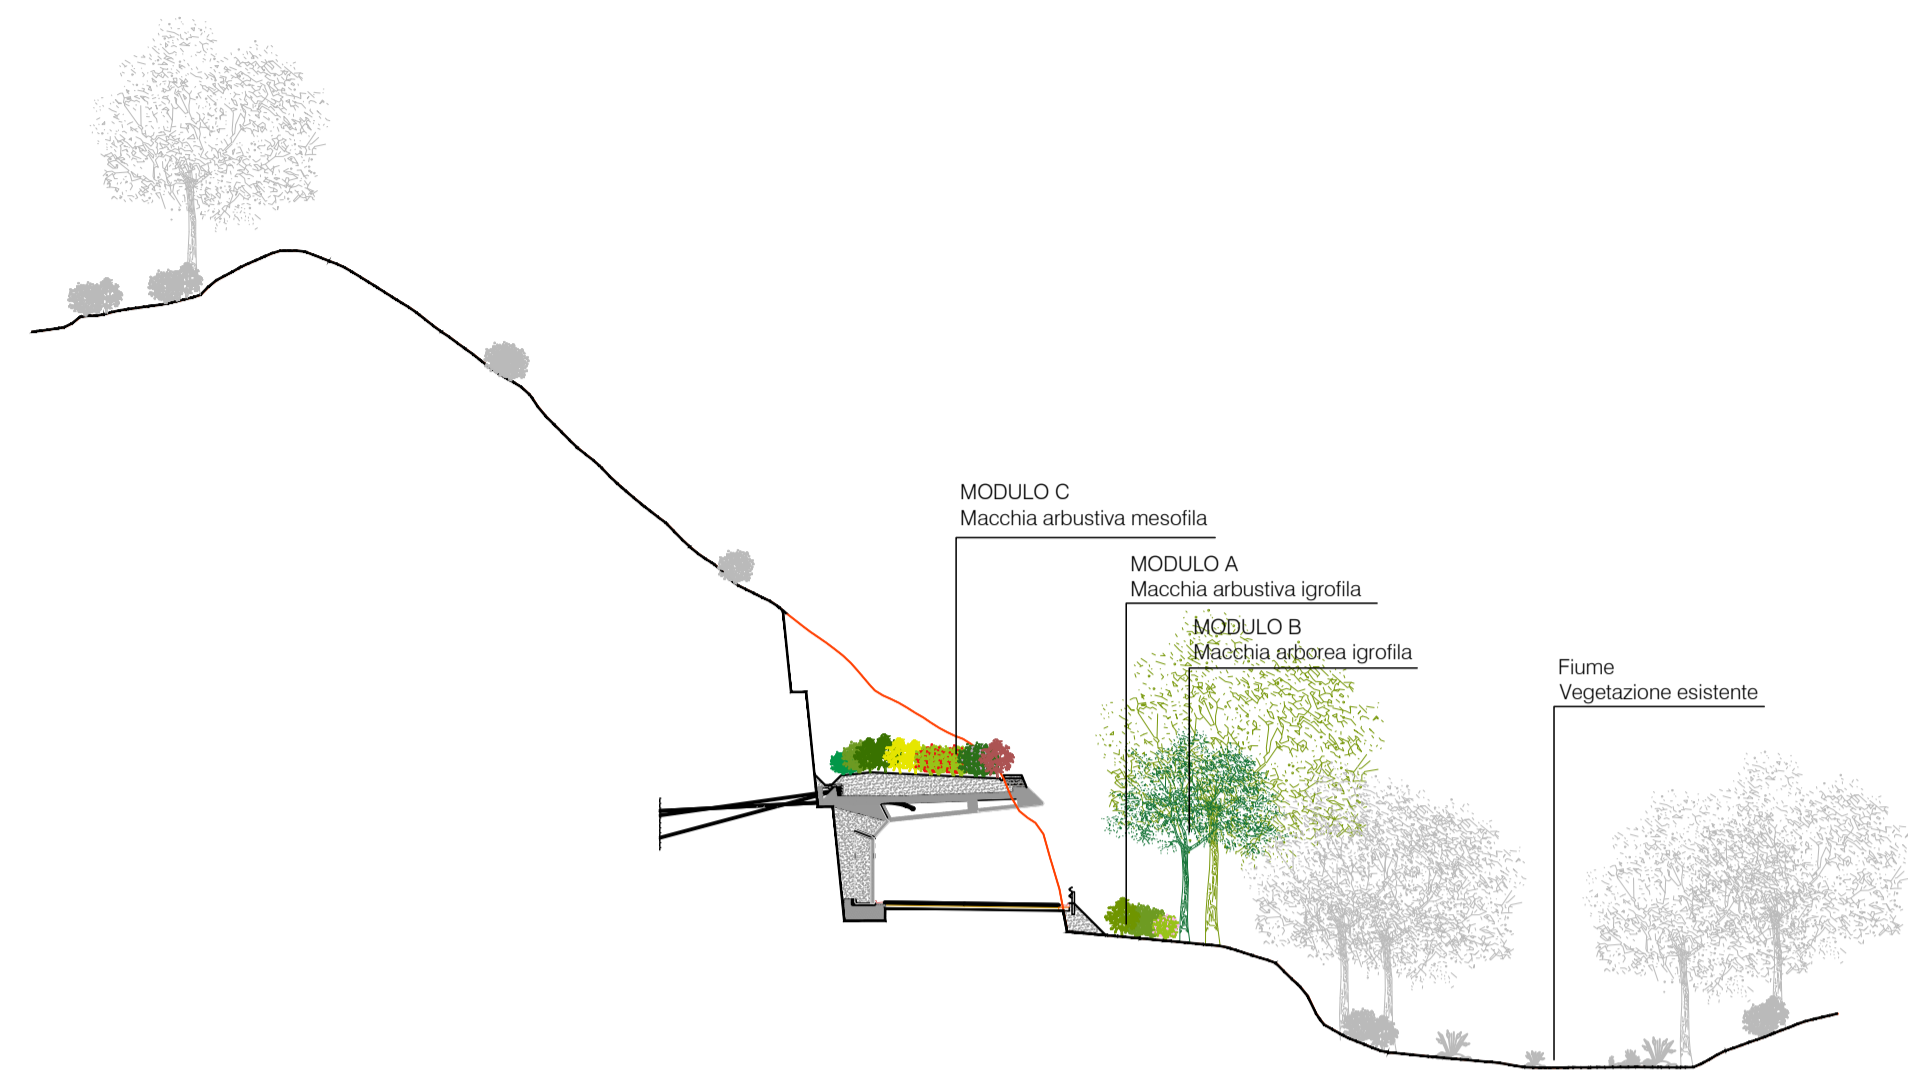 MODULO C
Macchia arbustiva mesofila
MODULO A
Macchia arbustiva igrofila
MODULO B
Macchia arborea igrofila
Fiume
Vegetazione esistente